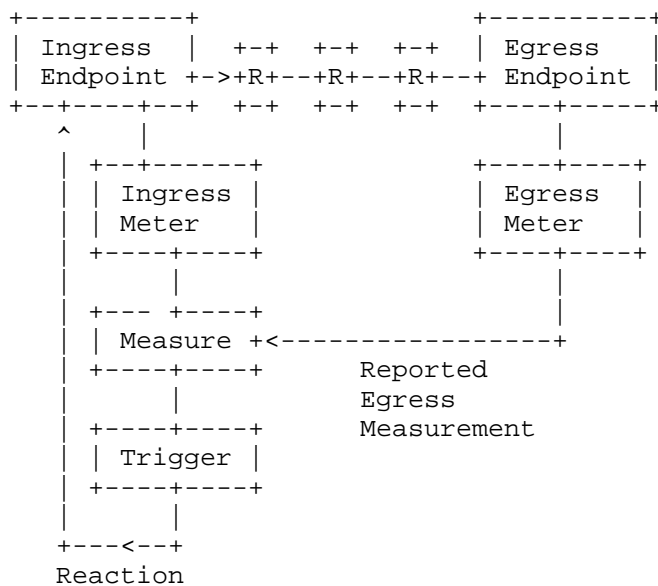 Ingress
Endpoint
R R R
Egress
Endpoint
Ingress
Meter
Egress
Meter
Measure
Reported
Egress
Measurement
Trigger
Reaction